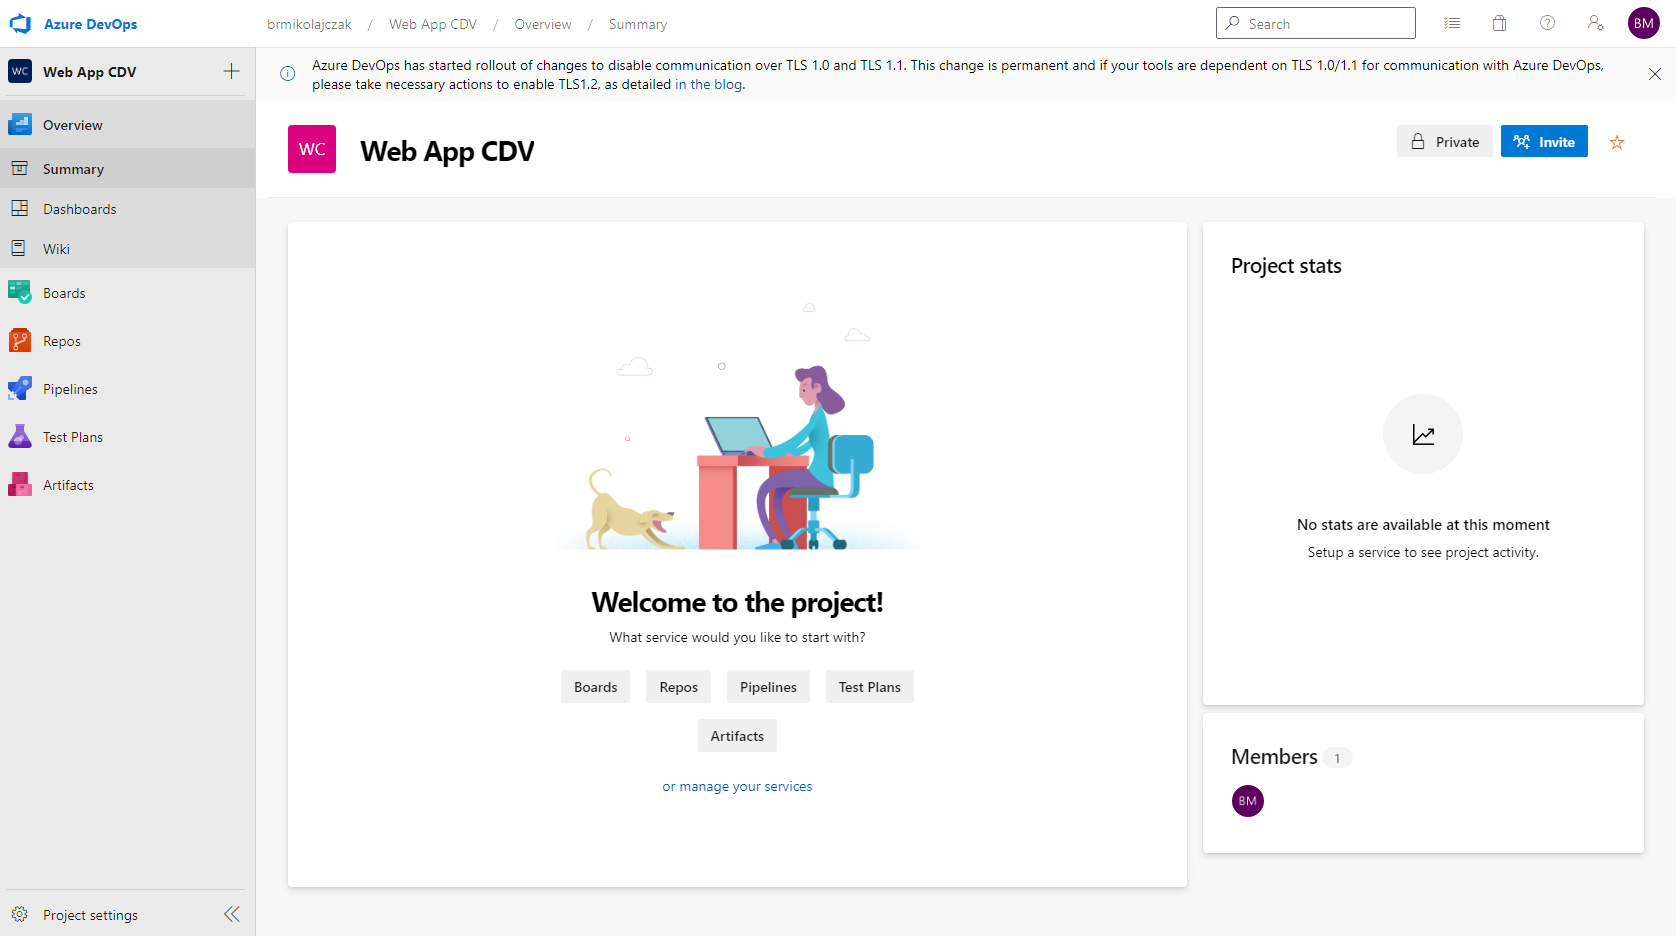 Azure DevOps
brmikolajczak / Web App CDV / Overview / Summary
Search
BM
WC Web App CDV
Overview
Summary
Dashboards
Wiki
Boards
Repos
Pipelines
Test Plans
Artifacts
Project settings
Azure DevOps has started rollout of changes to disable communication over TLS 1.0 and TLS 1.1. This change is permanent and if your tools are dependent on TLS 1.0/1.1 for communication with Azure DevOps,
please take necessary actions to enable TLS1.2, as detailed in the blog.
WC Web App CDV
Private
Invite
Welcome to the project!
What service would you like to start with?
Boards Repos Pipelines Test Plans
Artifacts
or manage your services
Project stats
No stats are available at this moment
Setup a service to see project activity.
Members 1
BM